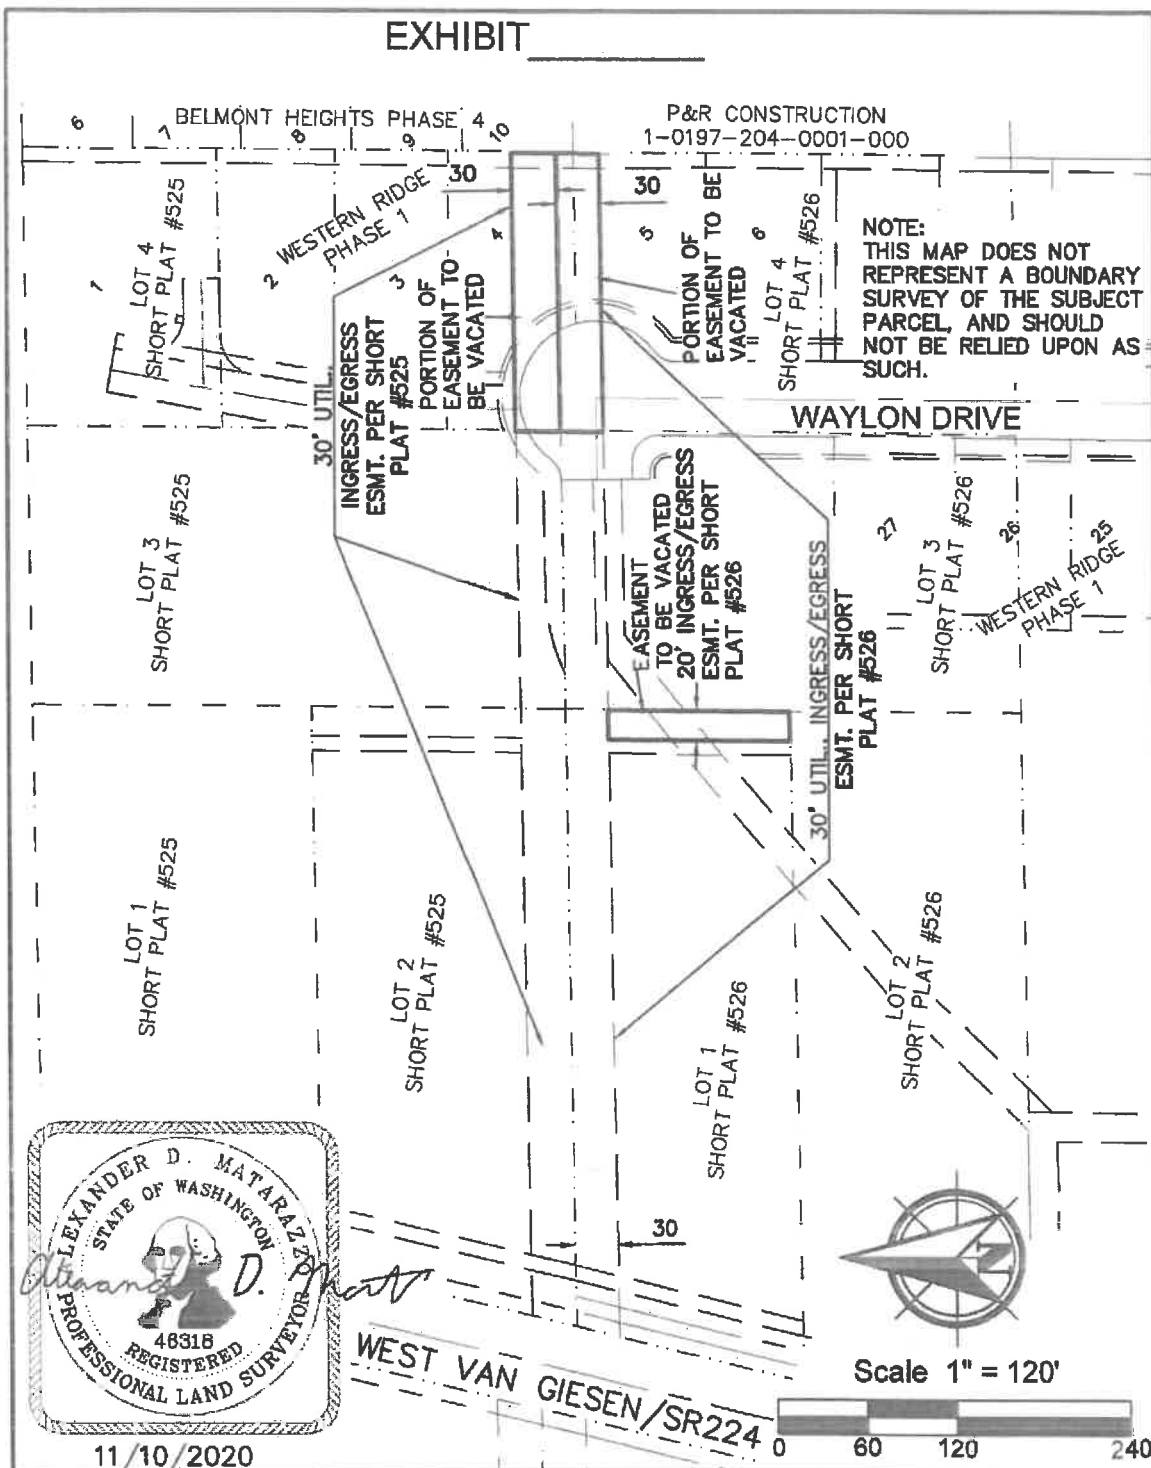 EXHIBIT
BELMONT HEIGHTS PHASE 4
P&R CONSTRUCTION
1-0197-204-0001-000
6
7
8
9
10
30
30
LOT 4
SHORT PLAT #525
WESTERN RIDGE
PHASE 1
1
2
3
4
5
6
PORTION OF
EASEMENT TO
BE VACATED
PORTION OF
EASEMENT TO BE
VACATED
LOT 4
SHORT PLAT #526
NOTE:
THIS MAP DOES NOT
REPRESENT A BOUNDARY
SURVEY OF THE SUBJECT
PARCEL, AND SHOULD
NOT BE RELIED UPON AS
SUCH.
30' UTIL.,
INGRESS/EGRESS
ESMT. PER SHORT
PLAT #525
WAYLON DRIVE
LOT 3
SHORT PLAT #525
EASEMENT
TO BE VACATED
20' INGRESS/EGRESS
ESMT. PER SHORT
PLAT #526
30' UTIL., INGRESS/EGRESS
ESMT. PER SHORT
PLAT #526
27
LOT 3
SHORT PLAT #526
26
25
WESTERN RIDGE
PHASE 1
LOT 1
SHORT PLAT #525
LOT 2
SHORT PLAT #525
LOT 1
SHORT PLAT #526
LOT 2
SHORT PLAT #526
30
N
ALEXANDER D. MATARAZZO
STATE OF WASHINGTON
46316
REGISTERED
PROFESSIONAL LAND SURVEYOR
11/10/2020
WEST VAN GIESEN/SR224
Scale 1" = 120'
0 60 120 240